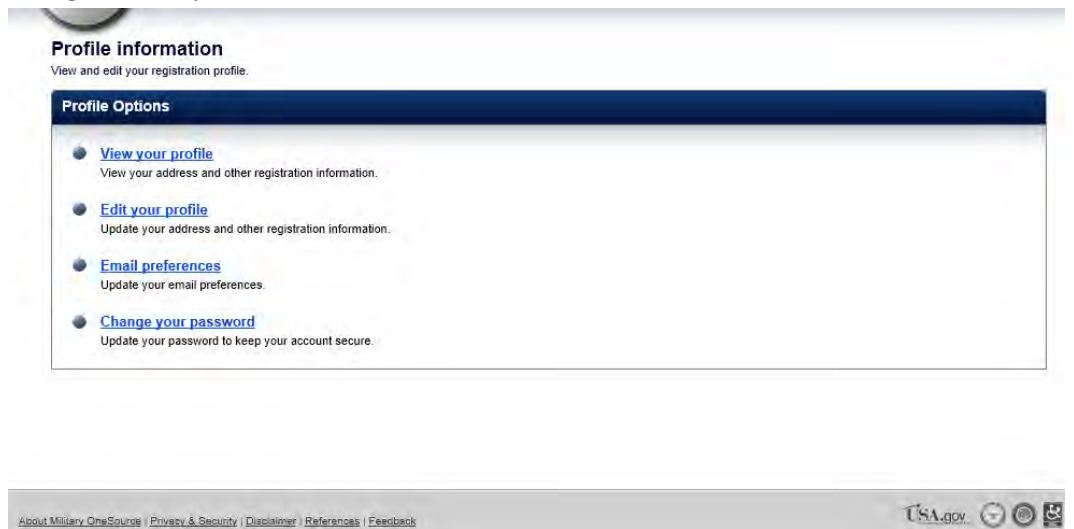 Profile information
View and edit your registration profile.
Profile Options
View your profile
View your address and other registration information.
Edit your profile
Update your address and other registration information.
Email preferences
Update your email preferences.
Change your password
Update your password to keep your account secure.
About Military OneSource | Privacy & Security | Disclaimer | References | Feedback
USA.gov